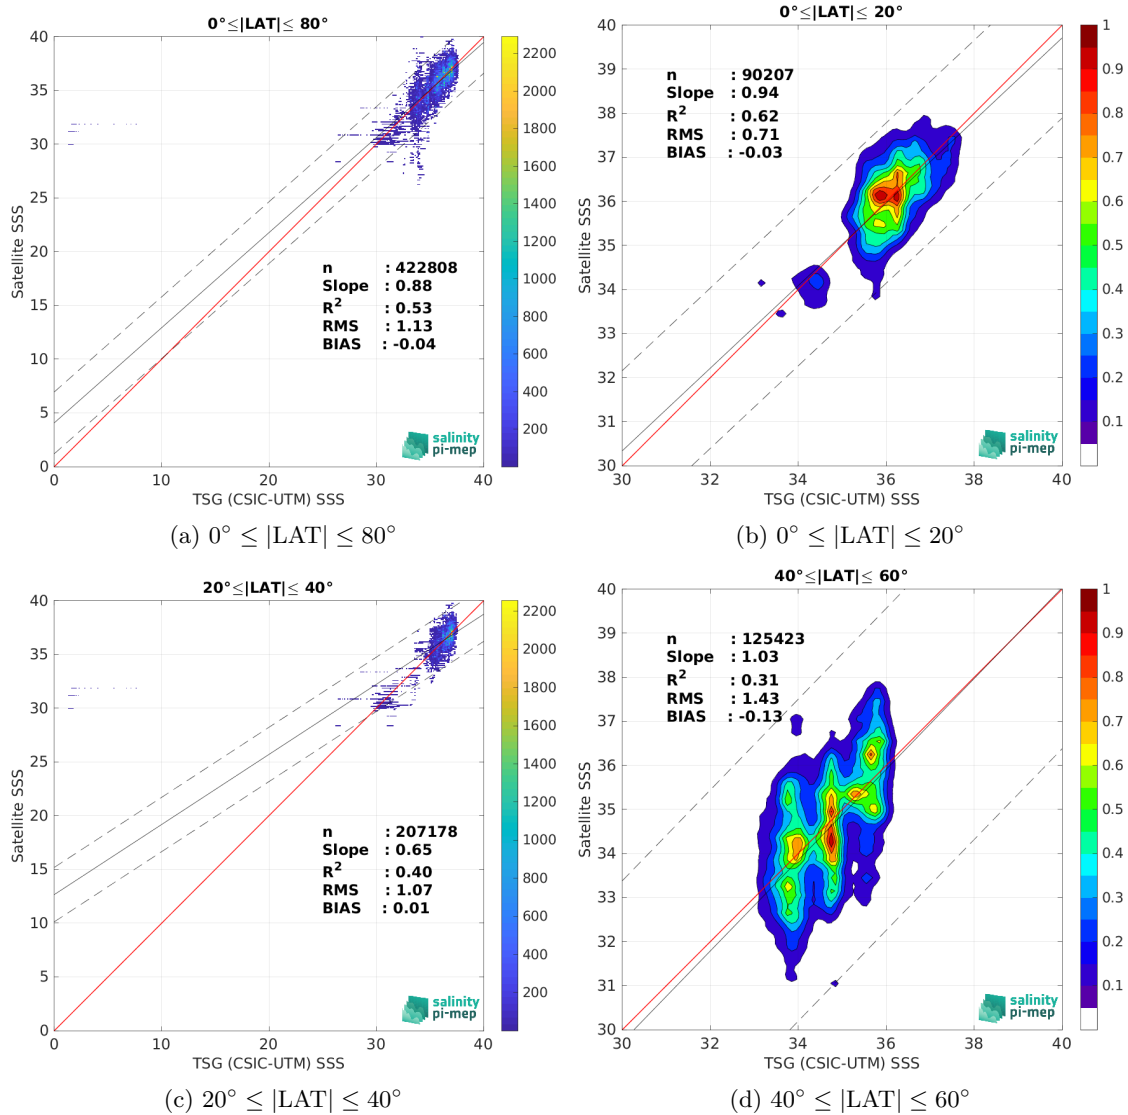 0°≤|LAT|≤ 80°
40
35
30
25
20
15
10
5
0
Satellite SSS
n : 422808
Slope : 0.88
R² : 0.53
RMS : 1.13
BIAS : -0.04
salinity
pi-mep
0 10 20 30 40
TSG (CSIC-UTM) SSS
2200
2000
1800
1600
1400
1200
1000
800
600
400
200
(a) 0° ≤ |LAT| ≤ 80°
0°≤|LAT|≤ 20°
40
39
38
37
36
35
34
33
32
31
30
Satellite SSS
n : 90207
Slope : 0.94
R² : 0.62
RMS : 0.71
BIAS : -0.03
salinity
pi-mep
30 32 34 36 38 40
TSG (CSIC-UTM) SSS
1
0.9
0.8
0.7
0.6
0.5
0.4
0.3
0.2
0.1
(b) 0° ≤ |LAT| ≤ 20°
20°≤|LAT|≤ 40°
40
35
30
25
20
15
10
5
0
Satellite SSS
n : 207178
Slope : 0.65
R² : 0.40
RMS : 1.07
BIAS : 0.01
salinity
pi-mep
0 10 20 30 40
TSG (CSIC-UTM) SSS
2200
2000
1800
1600
1400
1200
1000
800
600
400
200
(c) 20° ≤ |LAT| ≤ 40°
40°≤|LAT|≤ 60°
40
39
38
37
36
35
34
33
32
31
30
Satellite SSS
n : 125423
Slope : 1.03
R² : 0.31
RMS : 1.43
BIAS : -0.13
salinity
pi-mep
30 32 34 36 38 40
TSG (CSIC-UTM) SSS
1
0.9
0.8
0.7
0.6
0.5
0.4
0.3
0.2
0.1
(d) 40° ≤ |LAT| ≤ 60°